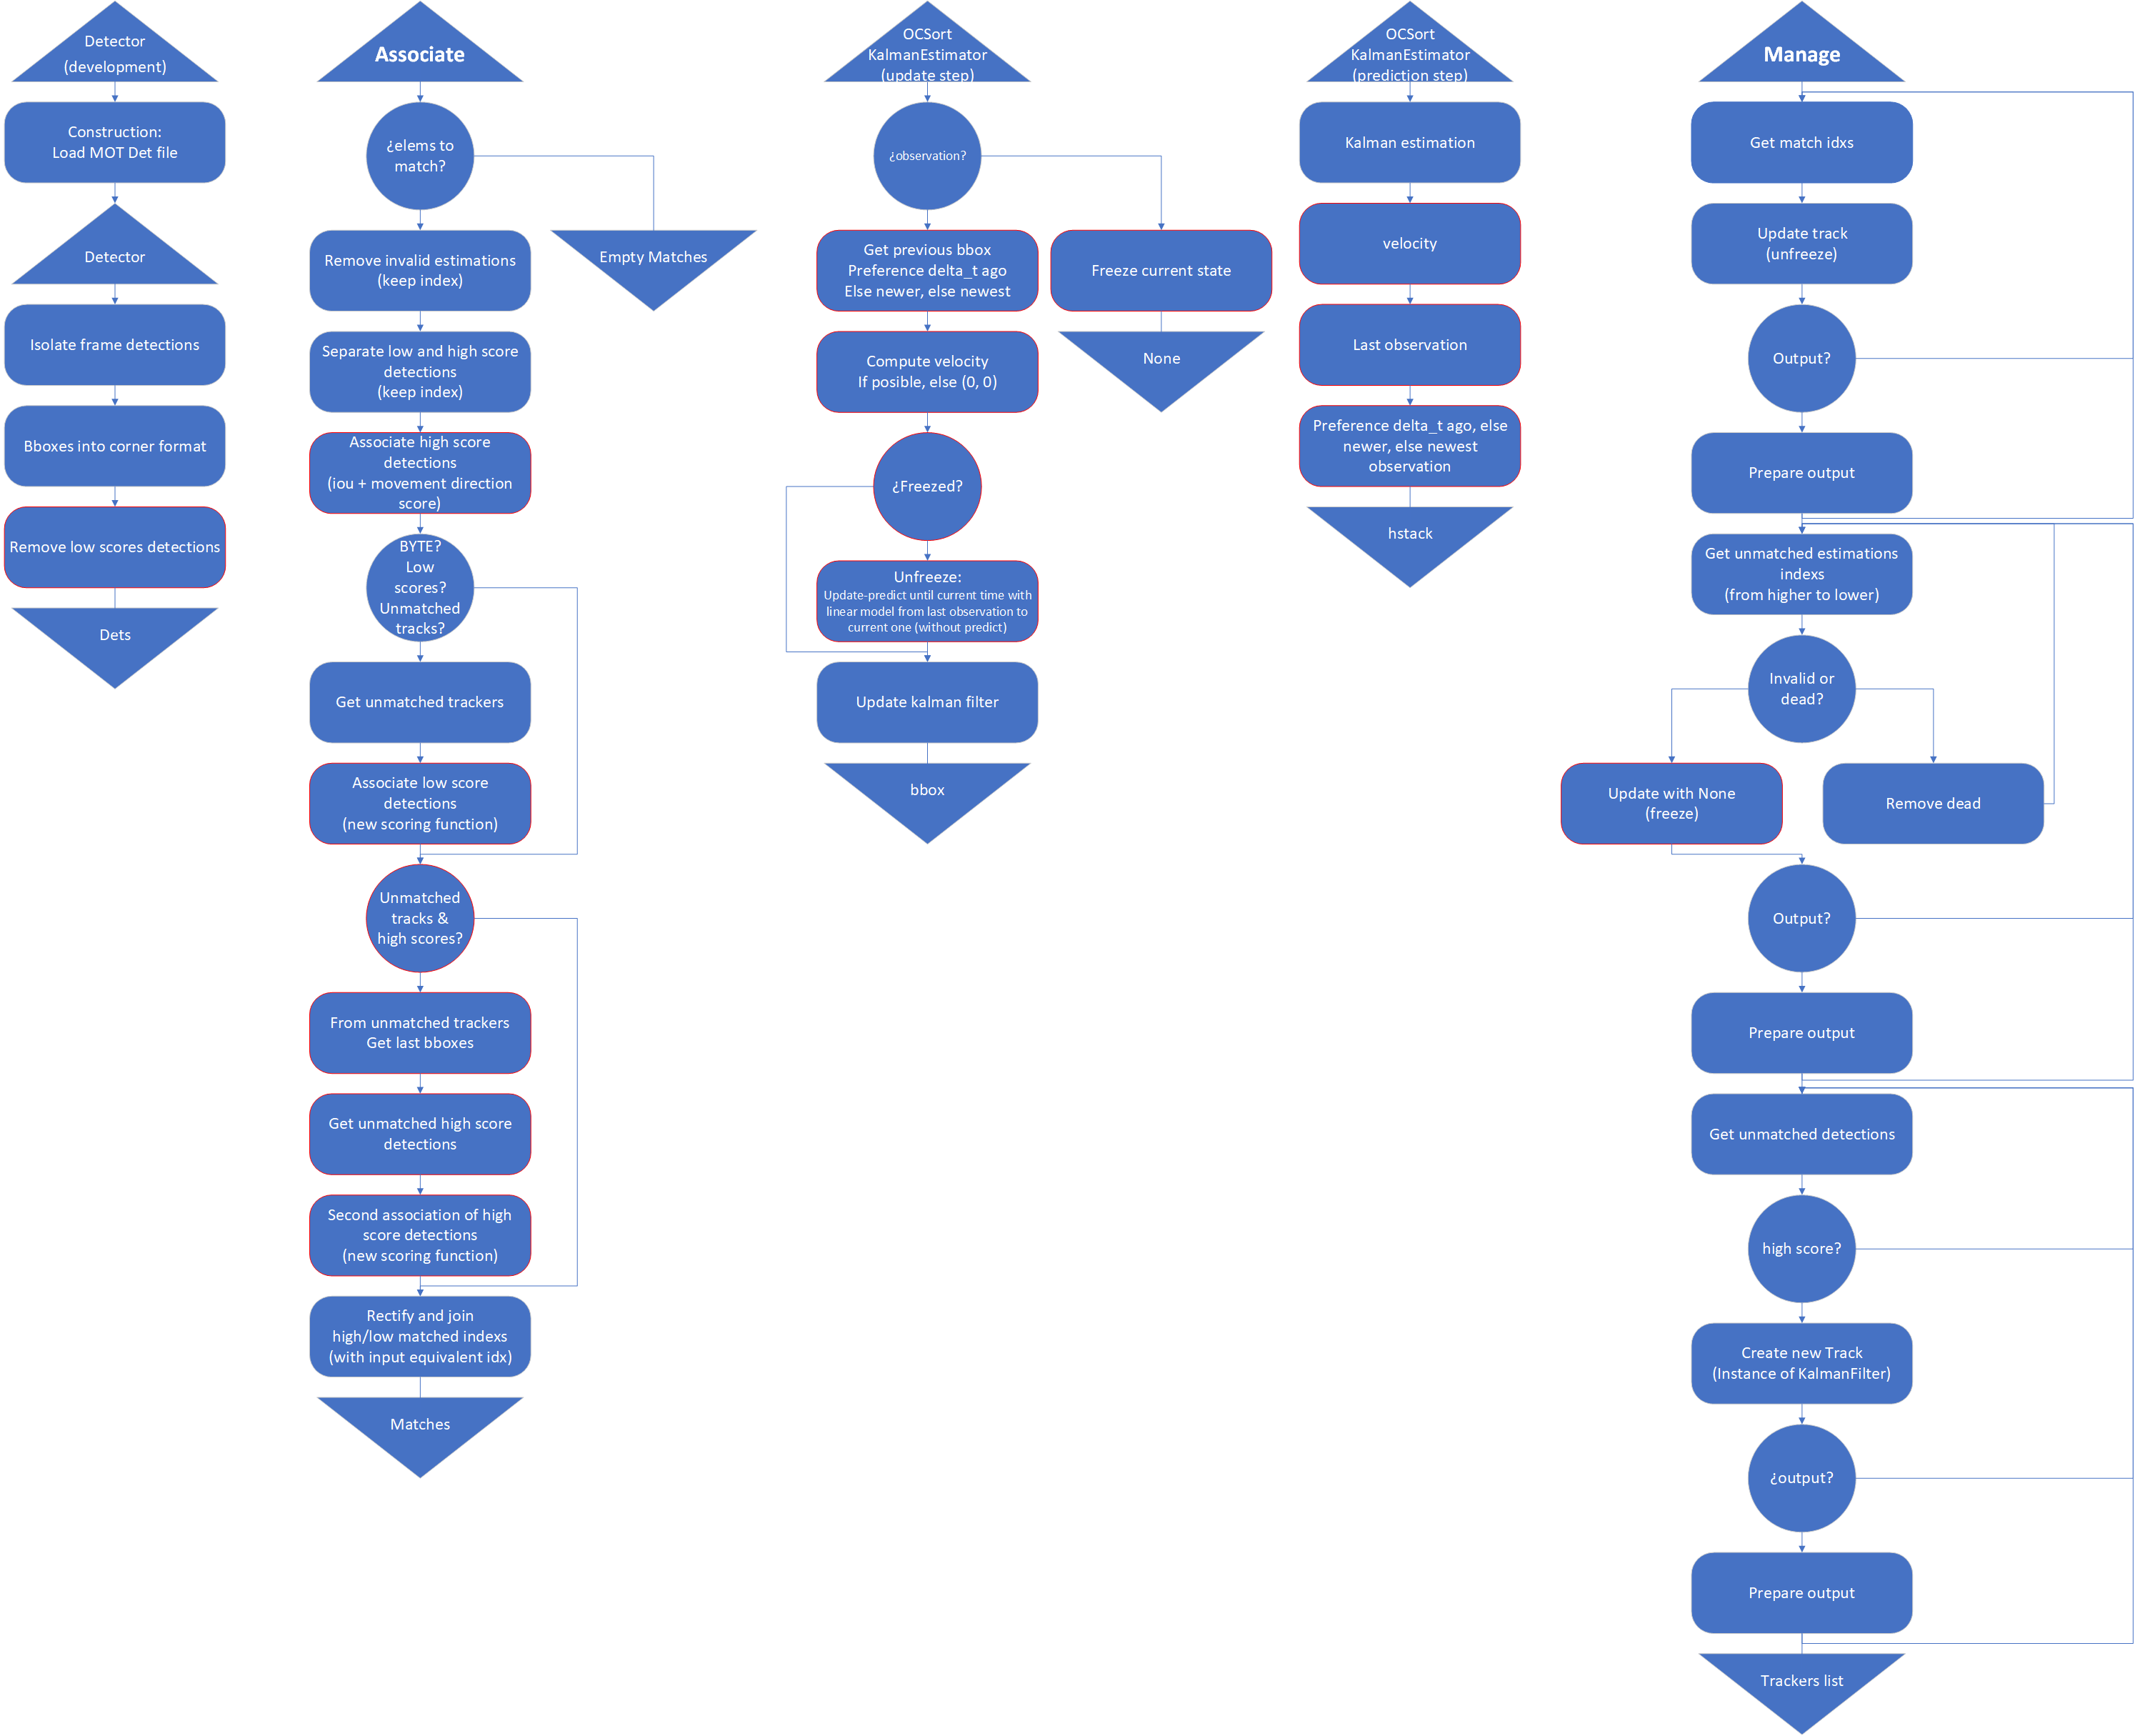 Detector
(development)
Construction:
Load MOT Det file
Detector
Isolate frame detections
Bboxes into corner format
Remove low scores detections
Dets
Associate
¿elems to
match?
Empty Matches
Remove invalid estimations
(keep index)
Separate low and high score
detections
(keep index)
Associate high score
detections
(iou + movement direction
score)
BYTE?
Low
scores?
Unmatched
tracks?
Get unmatched trackers
Associate low score
detections
(new scoring function)
Unmatched
tracks &
high scores?
From unmatched trackers
Get last bboxes
Get unmatched high score
detections
Second association of high
score detections
(new scoring function)
Rectify and join
high/low matched indexs
(with input equivalent idx)
Matches
OCSort
KalmanEstimator
(update step)
¿observation?
Get previous bbox
Preference delta_t ago
Else newer, else newest
Freeze current state
None
Compute velocity
If posible, else (0, 0)
¿Freezed?
Unfreeze:
Update-predict until current time with
linear model from last observation to
current one (without predict)
Update kalman filter
bbox
OCSort
KalmanEstimator
(prediction step)
Kalman estimation
velocity
Last observation
Preference delta_t ago, else
newer, else newest
observation
hstack
Manage
Get match idxs
Update track
(unfreeze)
Output?
Prepare output
Get unmatched estimations
indexs
(from higher to lower)
Invalid or
dead?
Update with None
(freeze)
Remove dead
Output?
Prepare output
Get unmatched detections
high score?
Create new Track
(Instance of KalmanFilter)
¿output?
Prepare output
Trackers list